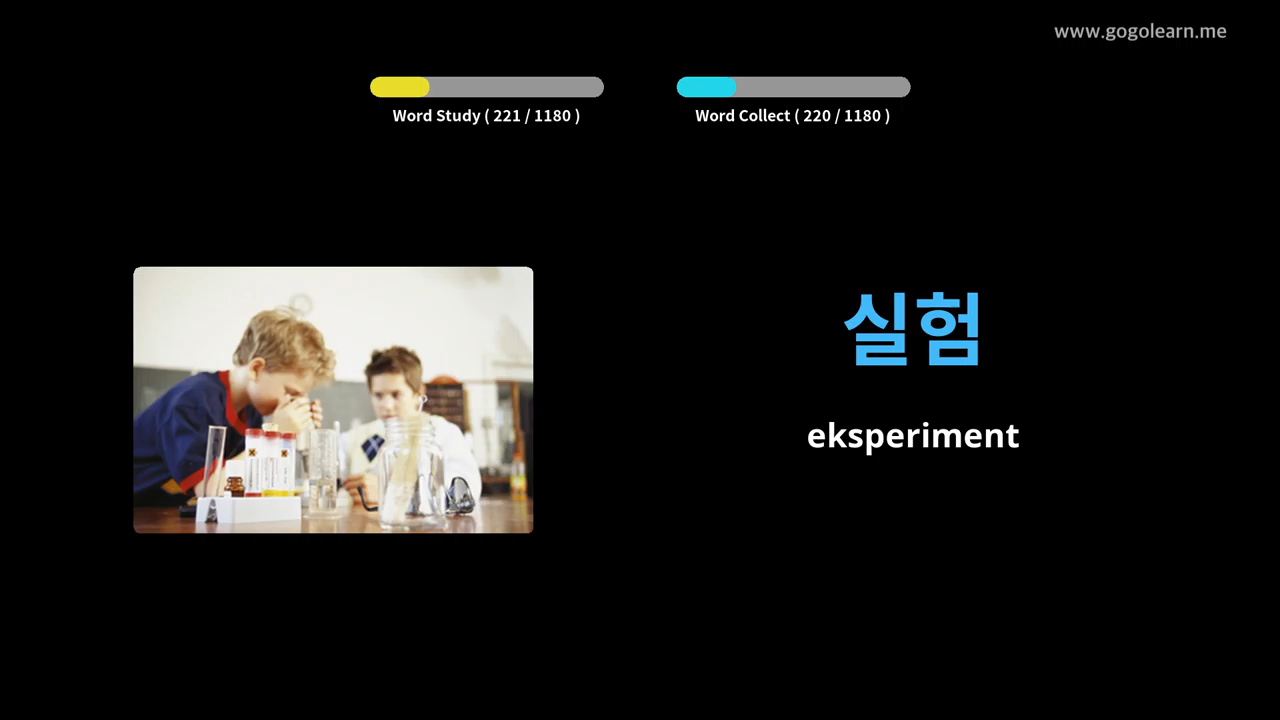 www.gogolearn.me
Word Study ( 221 / 1180 )
Word Collect ( 220 / 1180 )
실험
eksperiment